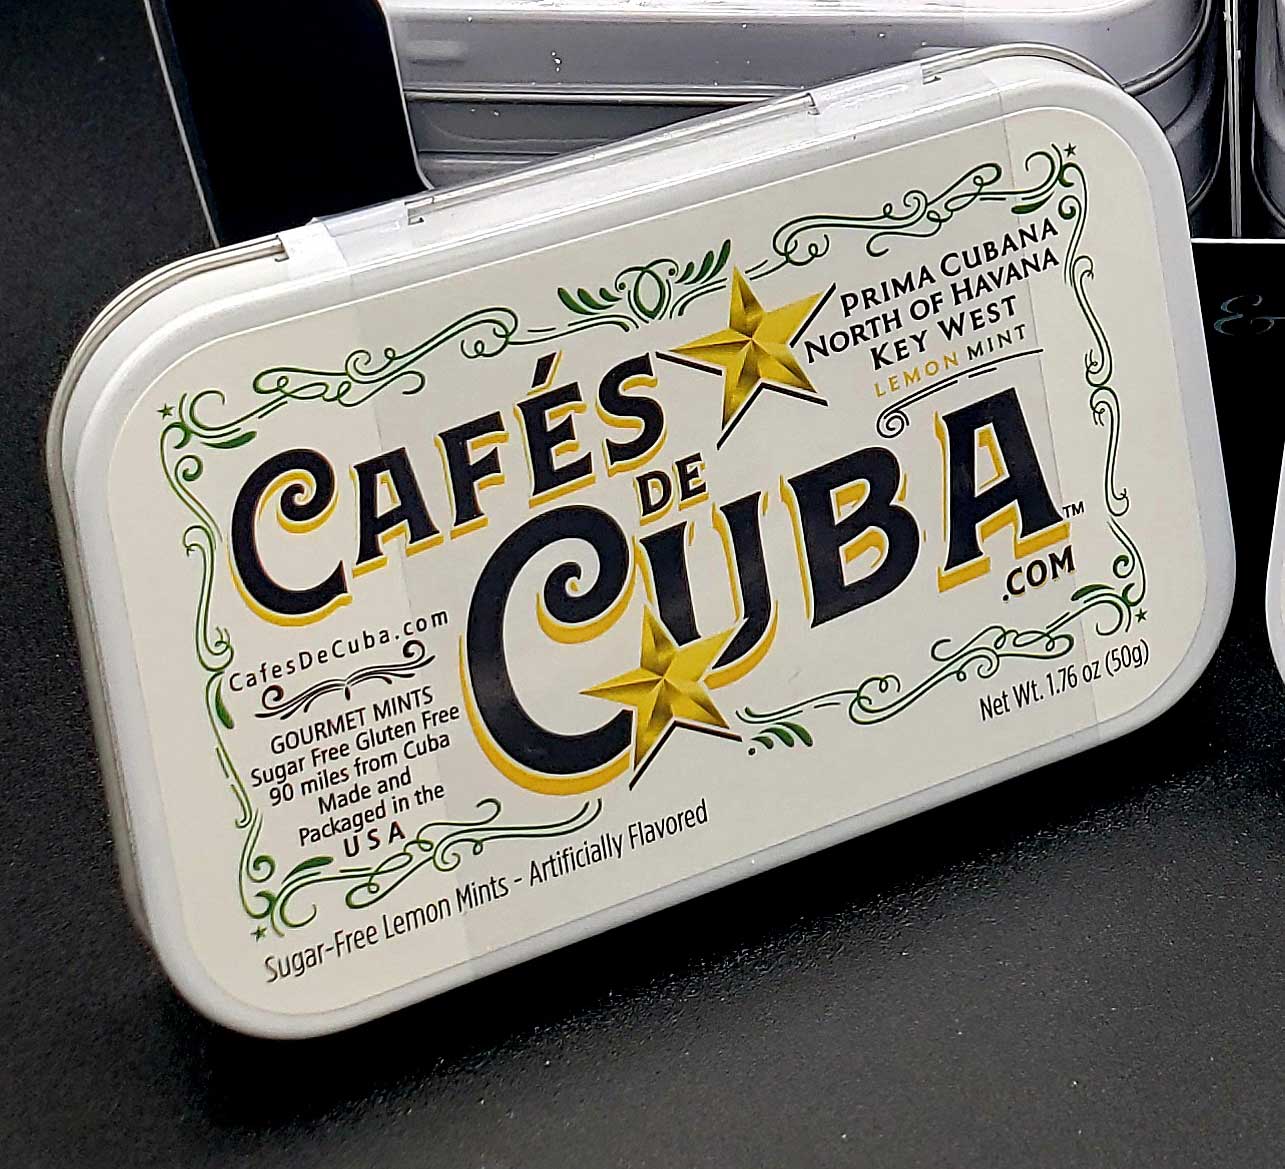 PRIMA CUBANA
NORTH OF HAVANA
KEY WEST
LEMON MINT
CAFÉS
DE
CUBA™
.COM
CafesDeCuba.com
GOURMET MINTS
Sugar Free Gluten Free
90 miles from Cuba
Made and
Packaged in the
USA
Net Wt. 1.76 oz (50g)
Sugar-Free Lemon Mints - Artificially Flavored